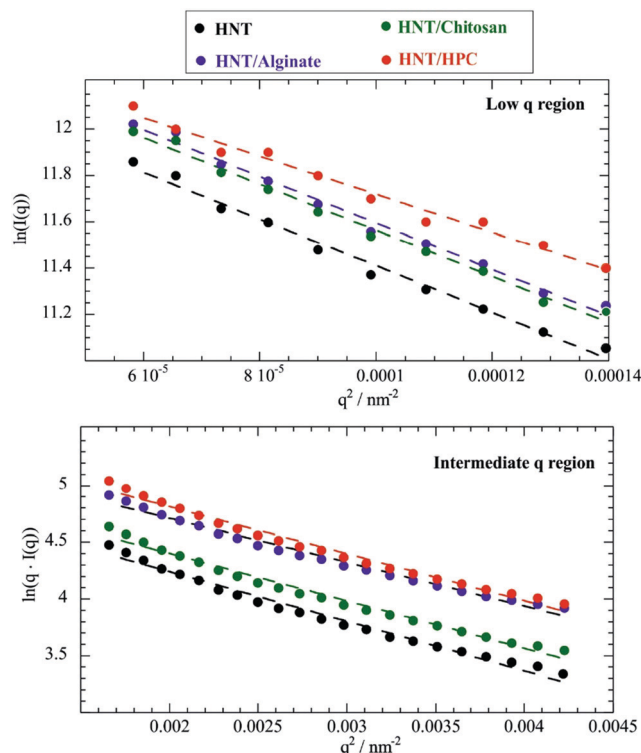 HNT
HNT/Chitosan
HNT/Alginate
HNT/HPC
Low q region
12
11.8
11.6
11.4
11.2
ln(I(q))
6 10⁻⁵
8 10⁻⁵
0.0001
0.00012
0.00014
q² / nm⁻²
Intermediate q region
5
4.5
4
3.5
ln(q · I(q))
0.002
0.0025
0.003
0.0035
0.004
0.0045
q² / nm⁻²